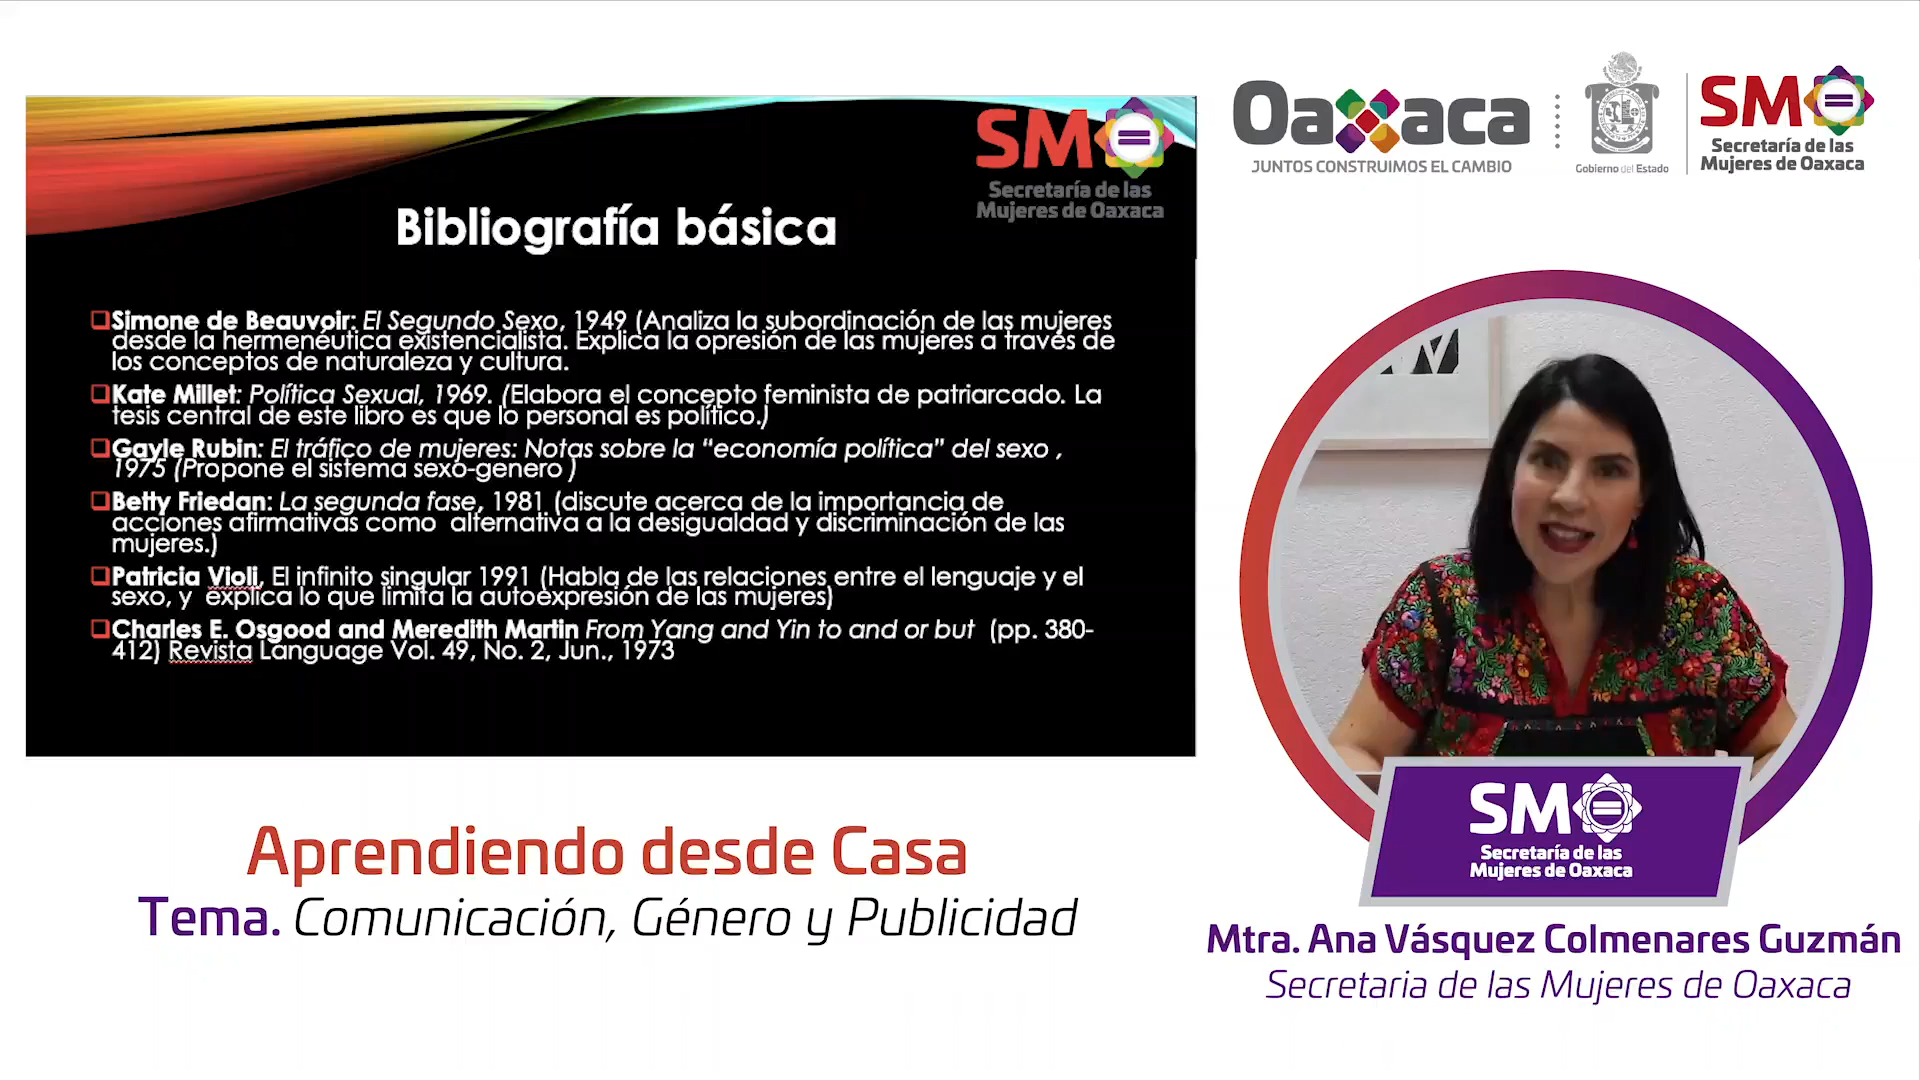 SM
Secretaría de las
Mujeres de Oaxaca
Bibliografía básica
Simone de Beauvoir: El Segundo Sexo, 1949 (Analiza la subordinación de las mujeres
desde la hermenéutica existencialista. Explica la opresión de las mujeres a través de
los conceptos de naturaleza y cultura.
Kate Millet: Política Sexual, 1969. (Elabora el concepto feminista de patriarcado. La
tesis central de este libro es que lo personal es político.)
Gayle Rubin: El tráfico de mujeres: Notas sobre la “economía política” del sexo ,
1975 (Propone el sistema sexo-genero )
Betty Friedan: La segunda fase, 1981 (discute acerca de la importancia de
acciones afirmativas como alternativa a la desigualdad y discriminación de las
mujeres.)
Patricia Violi, El infinito singular 1991 (Habla de las relaciones entre el lenguaje y el
sexo, y explica lo que limita la autoexpresión de las mujeres)
Charles E. Osgood and Meredith Martin From Yang and Yin to and or but (pp. 380-
412) Revista Language Vol. 49, No. 2, Jun., 1973
Oaxaca
JUNTOS CONSTRUIMOS EL CAMBIO
Gobierno del Estado
SM
Secretaría de las
Mujeres de Oaxaca
SM
Secretaría de las
Mujeres de Oaxaca
Aprendiendo desde Casa
Tema. Comunicación, Género y Publicidad
Mtra. Ana Vásquez Colmenares Guzmán
Secretaria de las Mujeres de Oaxaca